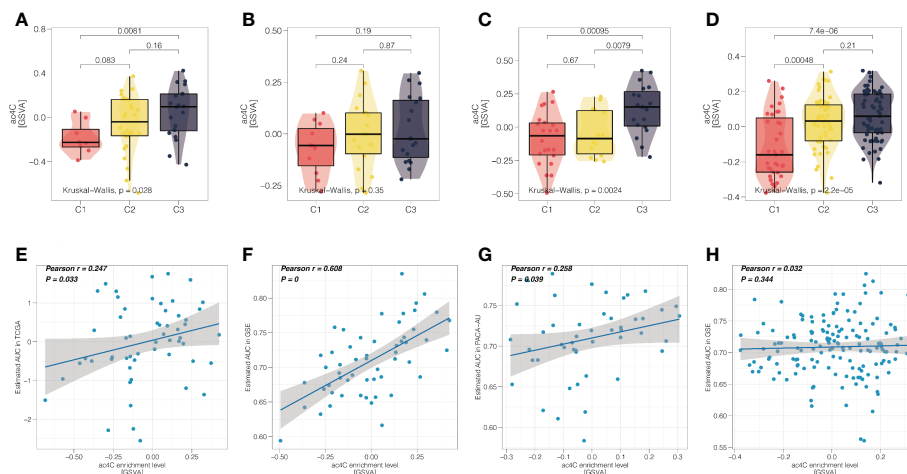 A
B
C
D
0.0081
0.16
0.083
0.8
0.4
0.0
−0.4
ac4C
[GSVA]
Kruskal−Wallis, p = 0.028
C1 C2 C3
0.19
0.87
0.24
0.50
0.25
0.00
−0.25
ac4C
[GSVA]
Kruskal−Wallis, p = 0.35
C1 C2 C3
0.00095
0.0079
0.67
0.50
0.25
0.00
−0.25
−0.50
ac4C
[GSVA]
Kruskal−Wallis, p = 0.0024
C1 C2 C3
7.4e−06
0.21
0.00048
0.6
0.4
0.2
0.0
−0.2
−0.4
ac4C
[GSVA]
Kruskal−Wallis, p = 2.2e−05
C1 C2 C3
E
F
G
H
Pearson r = 0.247
P = 0.033
Estimated AUC in TCGA
1
0
−1
−2
−0.50 −0.25 0.00 0.25
ac4C enrichment level
[GSVA]
Pearson r = 0.608
P = 0
Estimated AUC in GSE
0.80
0.75
0.70
0.65
0.60
−0.50 −0.25 0.00 0.25
ac4C enrichment level
[GSVA]
Pearson r = 0.258
P = 0.039
Estimated AUC in PACA−AU
0.75
0.70
0.65
0.60
−0.3 −0.2 −0.1 0.0 0.1 0.2 0.3
ac4C enrichment level
[GSVA]
Pearson r = 0.032
P = 0.344
Estimated AUC in GSE
0.80
0.75
0.70
0.65
0.60
0.55
−0.4 −0.2 0.0 0.2
ac4C enrichment level
[GSVA]